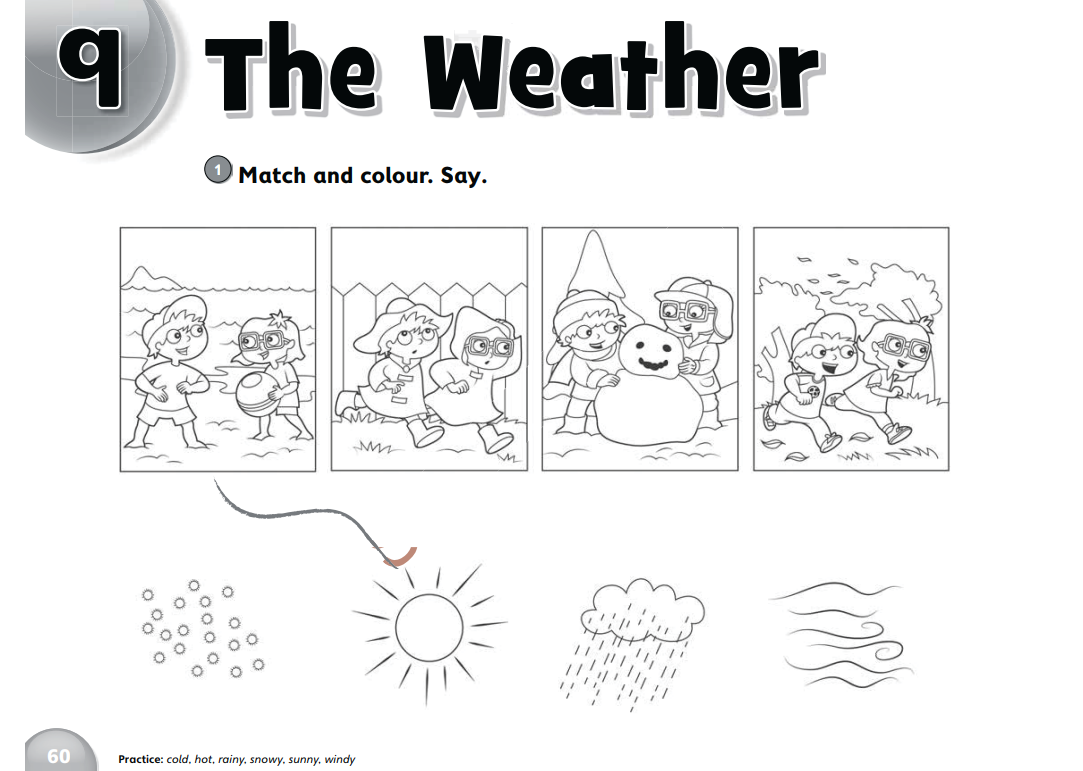 9 The Weather
1 Match and colour. Say.
60 Practice: cold, hot, rainy, snowy, sunny, windy